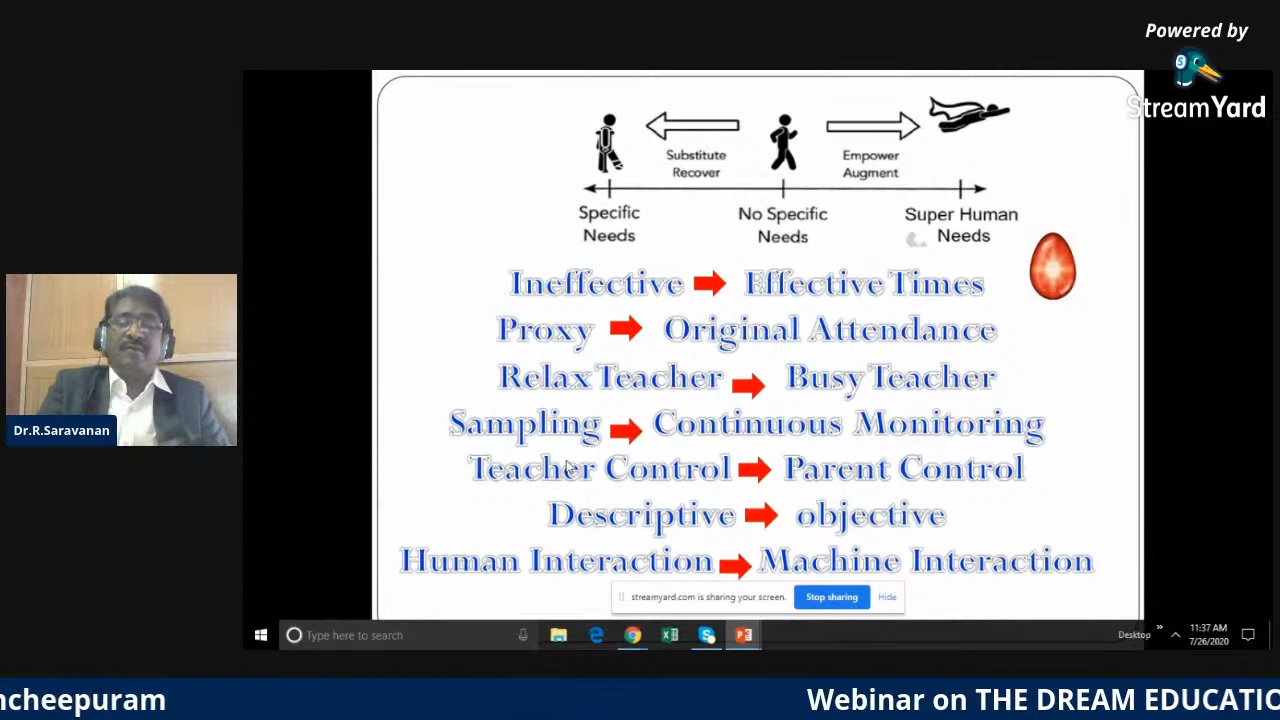 Powered by
StreamYard
Substitute
Recover
Empower
Augment
Specific
Needs
No Specific
Needs
Super Human
Needs
Ineffective Effective Times
Proxy Original Attendance
Relax Teacher Busy Teacher
Sampling Continuous Monitoring
Teacher Control Parent Control
Descriptive objective
Human Interaction Machine Interaction
Dr.R.Saravanan
streamyard.com is sharing your screen. Stop sharing Hide
Type here to search
Desktop
11:37 AM
7/26/2020
ncheepuram Webinar on THE DREAM EDUCATIO